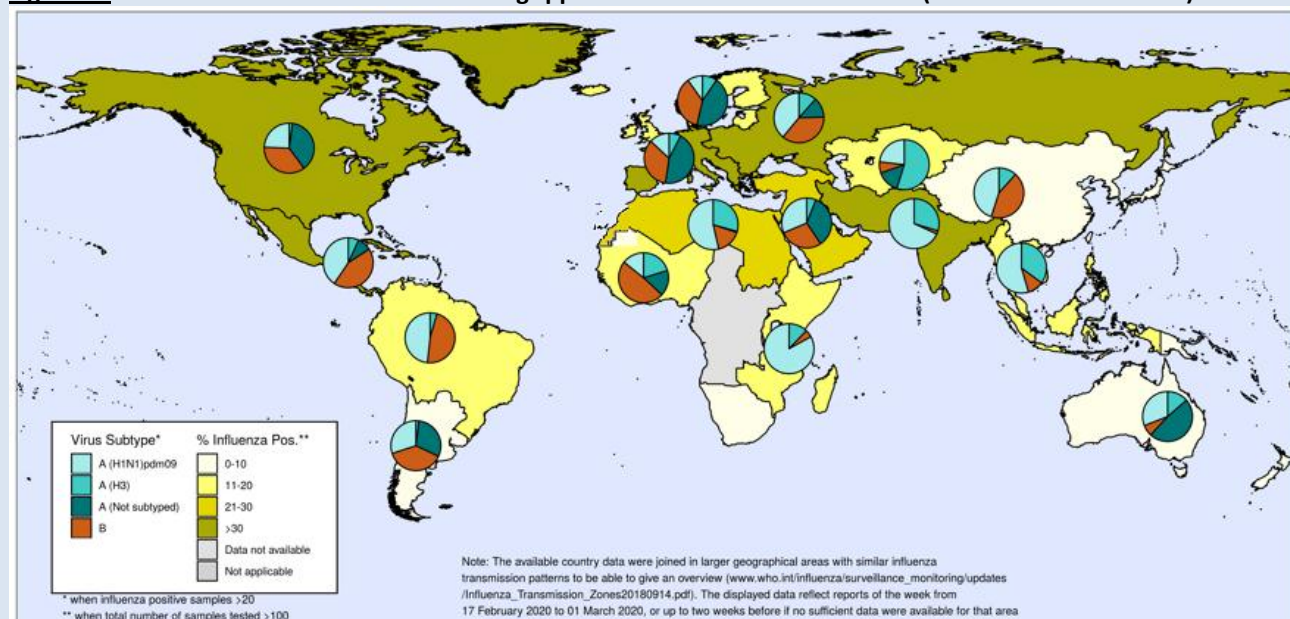 Virus Subtype*
A (H1N1)pdm09
A (H3)
A (Not subtyped)
B
% Influenza Pos.**
0-10
11-20
21-30
>30
Data not available
Not applicable
* when influenza positive samples >20
** when total number of samples tested >100
Note: The available country data were joined in larger geographical areas with similar influenza
transmission patterns to be able to give an overview (www.who.int/influenza/surveillance_monitoring/updates
/Influenza_Transmission_Zones20180914.pdf). The displayed data reflect reports of the week from
17 February 2020 to 01 March 2020, or up to two weeks before if no sufficient data were available for that area